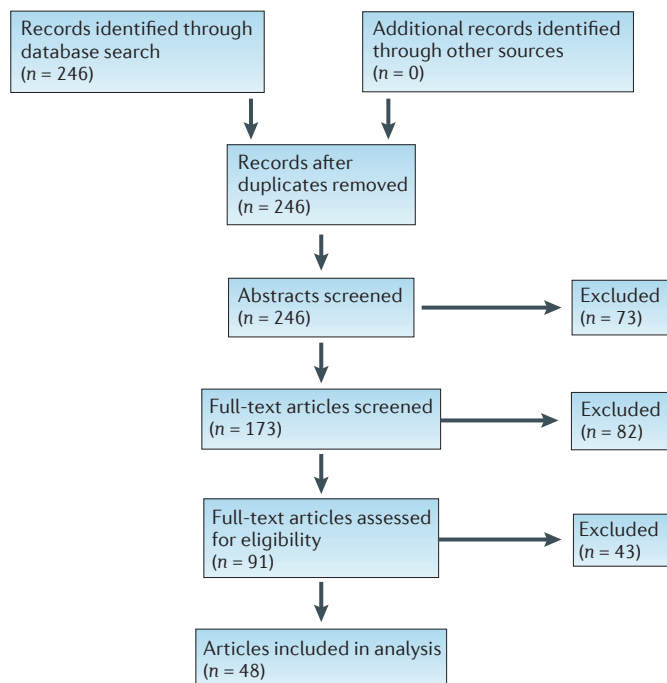 Records identified through
database search
(n = 246)
Additional records identified
through other sources
(n = 0)
Records after
duplicates removed
(n = 246)
Abstracts screened
(n = 246)
Excluded
(n = 73)
Full-text articles screened
(n = 173)
Excluded
(n = 82)
Full-text articles assessed
for eligibility
(n = 91)
Excluded
(n = 43)
Articles included in analysis
(n = 48)